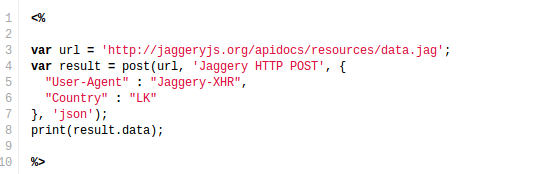 1 <%
2
3 var url = 'http://jaggeryjs.org/apidocs/resources/data.jag';
4 var result = post(url, 'Jaggery HTTP POST', {
5   "User-Agent" : "Jaggery-XHR",
6   "Country" : "LK"
7 }, 'json');
8 print(result.data);
9
10 %>